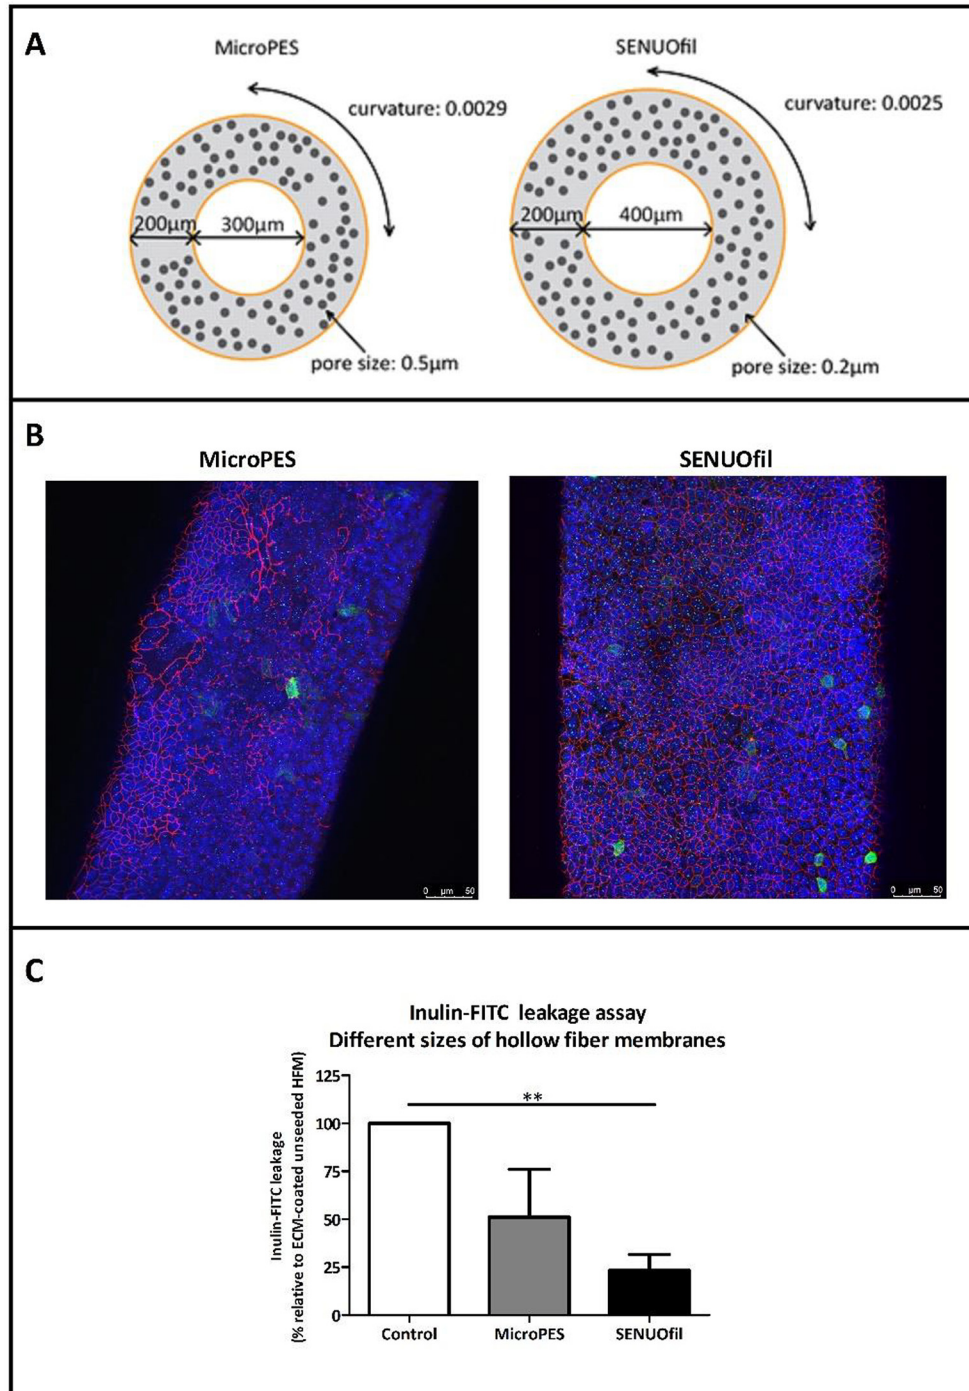 A
MicroPES
SENUOfil
curvature: 0.0029
curvature: 0.0025
200µm
300µm
200µm
400µm
pore size: 0.5µm
pore size: 0.2µm
B
MicroPES
SENUOfil
0 µm 50
0 µm 50
C
Inulin-FITC leakage assay
Different sizes of hollow fiber membranes
Inulin-FITC leakage
(% relative to ECM-coated unseeded HFM)
125
100
75
50
25
0
**
Control
MicroPES
SENUOfil